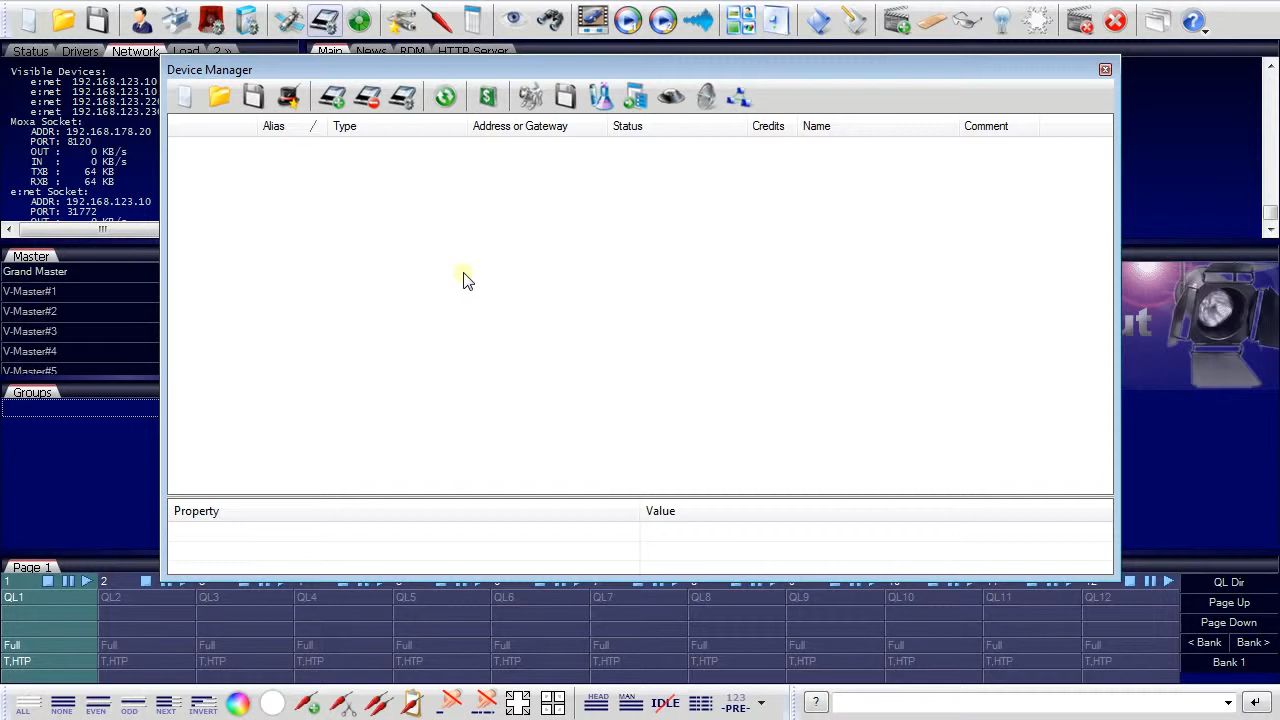 Status Drivers Network Load ? »
Main News RDM HTTP Server
Visible Devices:
e:net 192.168.123.10
e:net 192.168.123.10
e:net 192.168.123.220
e:net 192.168.123.230
Moxa Socket:
ADDR: 192.168.178.20
PORT: 8120
OUT : 0 KB/s
IN : 0 KB/s
TXB : 64 KB
RXB : 64 KB
e:net Socket:
ADDR: 192.168.123.10
PORT: 31772
Device Manager
Alias Type Address or Gateway Status Credits Name Comment
Property Value
Master
Grand Master
V-Master#1
V-Master#2
V-Master#3
V-Master#4
V-Master#5
Groups
ut
Page 1
1 2 12
QL1 QL2 QL3 QL4 QL5 QL6 QL7 QL8 QL9 QL10 QL11 QL12
Full Full Full Full Full Full Full Full Full Full Full Full
T,HTP T,HTP T,HTP T,HTP T,HTP T,HTP T,HTP T,HTP T,HTP T,HTP T,HTP T,HTP
QL Dir
Page Up
Page Down
< Bank Bank >
Bank 1
ALL NONE EVEN ODD NEXT INVERT HEAD MAN IDLE 123 -PRE- ?